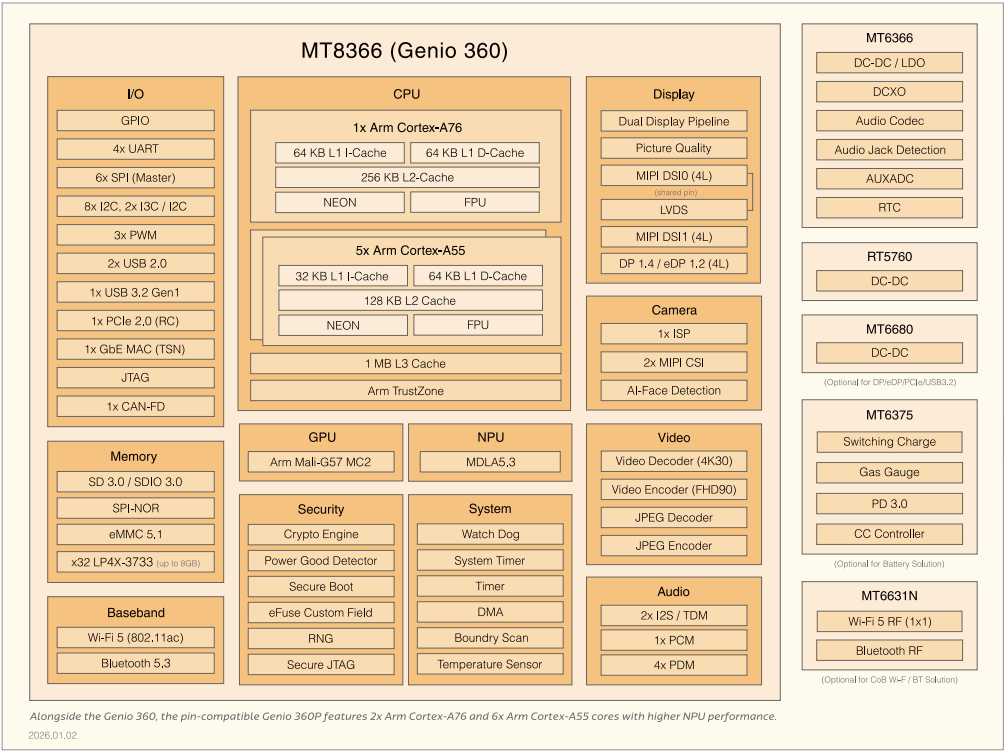 MT8366 (Genio 360)
I/O
GPIO
4x UART
6x SPI (Master)
8x I2C, 2x I3C / I2C
3x PWM
2x USB 2.0
1x USB 3.2 Gen1
1x PCIe 2.0 (RC)
1x GbE MAC (TSN)
JTAG
1x CAN-FD
Memory
SD 3.0 / SDIO 3.0
SPI-NOR
eMMC 5.1
x32 LP4X-3733 (up to 8GB)
Baseband
Wi-Fi 5 (802.11ac)
Bluetooth 5.3
CPU
1x Arm Cortex-A76
64 KB L1 I-Cache
64 KB L1 D-Cache
256 KB L2-Cache
NEON
FPU
5x Arm Cortex-A55
32 KB L1 I-Cache
64 KB L1 D-Cache
128 KB L2 Cache
NEON
FPU
1 MB L3 Cache
Arm TrustZone
GPU
Arm Mali-G57 MC2
NPU
MDLA5.3
Security
Crypto Engine
Power Good Detector
Secure Boot
eFuse Custom Field
RNG
Secure JTAG
System
Watch Dog
System Timer
Timer
DMA
Boundry Scan
Temperature Sensor
Display
Dual Display Pipeline
Picture Quality
MIPI DSI0 (4L)
(shared pin)
LVDS
MIPI DSI1 (4L)
DP 1.4 / eDP 1.2 (4L)
Camera
1x ISP
2x MIPI CSI
AI-Face Detection
Video
Video Decoder (4K30)
Video Encoder (FHD90)
JPEG Decoder
JPEG Encoder
Audio
2x I2S / TDM
1x PCM
4x PDM
MT6366
DC-DC / LDO
DCXO
Audio Codec
Audio Jack Detection
AUXADC
RTC
RT5760
DC-DC
MT6680
DC-DC
(Optional for DP/eDP/PCIe/USB3.2)
MT6375
Switching Charge
Gas Gauge
PD 3.0
CC Controller
(Optional for Battery Solution)
MT6631N
Wi-Fi 5 RF (1x1)
Bluetooth RF
(Optional for CoB Wi-F / BT Solution)
Alongside the Genio 360, the pin-compatible Genio 360P features 2x Arm Cortex-A76 and 6x Arm Cortex-A55 cores with higher NPU performance.
2026.01.02